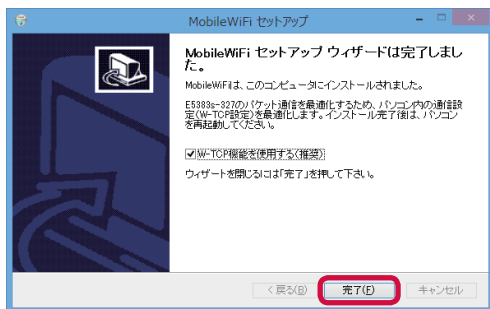 MobileWiFi セットアップ
MobileWiFi セットアップ ウィザードは完了しまし
た。
MobileWiFiは、このコンピュータにインストールされました。
E5383s-327のパケット通信を最適化するため、パソコン内の通信設
定(W-TCP設定)を最適化します。インストール完了後は、パソコン
を再起動してください。
W-TCP機能を使用する(推奨)
ウィザードを閉じるには「完了」を押して下さい。
< 戻る(B) 完了(F) キャンセル